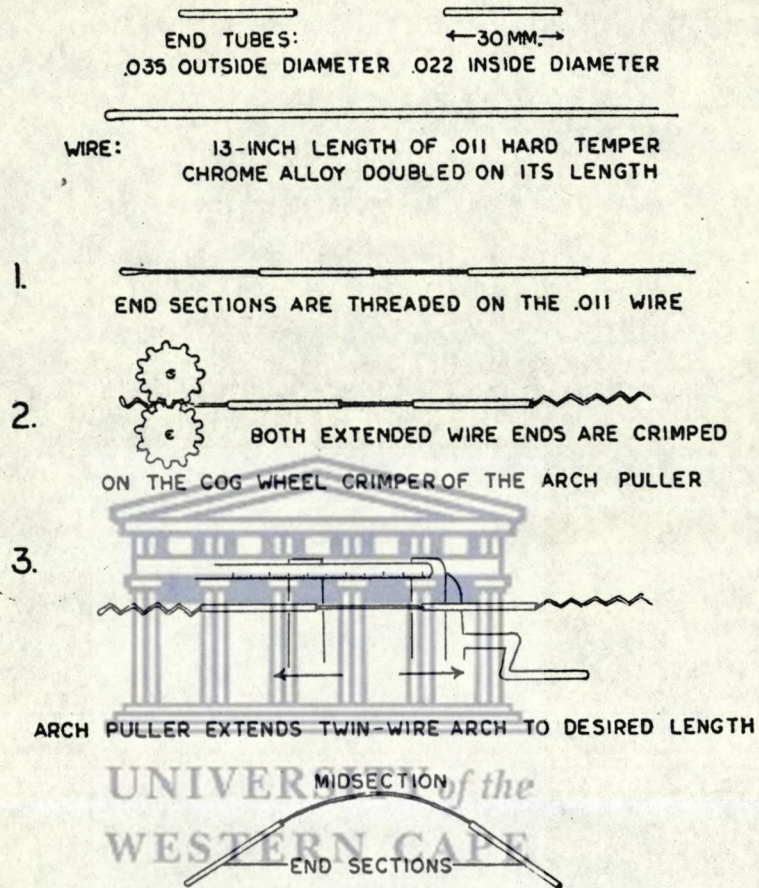 END TUBES:
←30 MM.→
.035 OUTSIDE DIAMETER .022 INSIDE DIAMETER
WIRE: 13-INCH LENGTH OF .011 HARD TEMPER
CHROME ALLOY DOUBLED ON ITS LENGTH
1.
END SECTIONS ARE THREADED ON THE .011 WIRE
2.
BOTH EXTENDED WIRE ENDS ARE CRIMPED
ON THE COG WHEEL CRIMPER OF THE ARCH PULLER
3.
ARCH PULLER EXTENDS TWIN-WIRE ARCH TO DESIRED LENGTH
MIDSECTION
UNIVERSITY of the
WESTERN CAPE
END SECTIONS